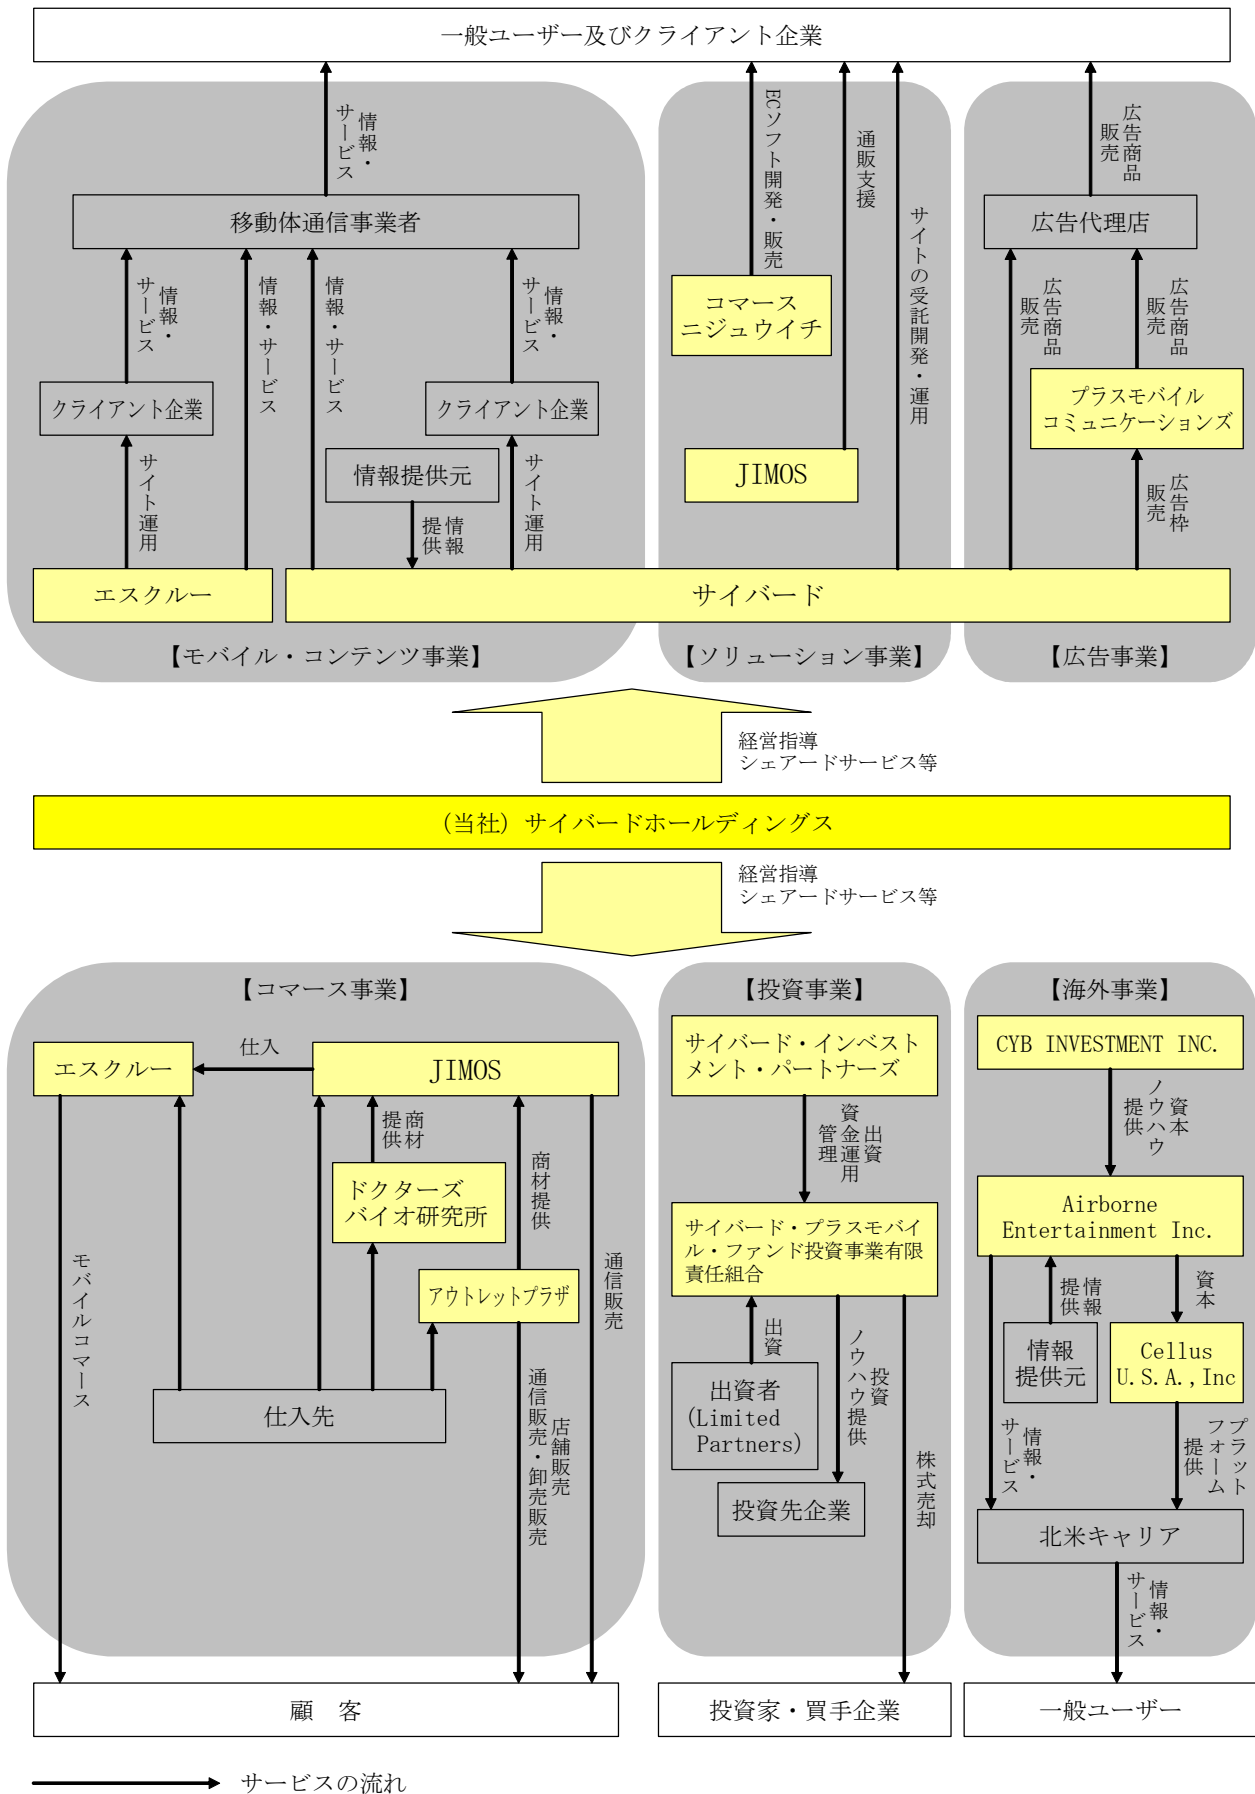 一般ユーザー及びクライアント企業
情報・
サービス
移動体通信事業者
情報・
サービス
情報・サービス
情報・サービス
情報・
サービス
クライアント企業
クライアント企業
情報提供元
サイト運用
情報
提供
サイト運用
エスクルー
【モバイル・コンテンツ事業】
ECソフト開発・販売
通販支援
サイトの受託開発・運用
コマース
ニジュウイチ
JIMOS
サイバード
【ソリューション事業】
広告商品
販売
広告代理店
広告商品
販売
広告商品
販売
プラスモバイル
コミュニケーションズ
広告枠
販売
【広告事業】
経営指導
シェアードサービス等
(当社) サイバードホールディングス
経営指導
シェアードサービス等
【コマース事業】
エスクルー
仕入
JIMOS
商材
提供
商材提供
ドクターズ
バイオ研究所
アウトレットプラザ
モバイルコマース
通信販売
仕入先
店舗販売
通信販売・卸売販売
顧 客
【投資事業】
サイバード・インベスト
メント・パートナーズ
出資
資金運用
管理
サイバード・プラスモバイ
ル・ファンド投資事業有限
責任組合
出資
出資者
(Limited
Partners)
投資
ノウハウ提供
株式売却
投資先企業
投資家・買手企業
【海外事業】
CYB INVESTMENT INC.
資本
ノウハウ
提供
Airborne
Entertainment Inc.
情報
提供
資本
情報
提供元
Cellus
U.S.A.,Inc
情報・
サービス
プラット
フォーム
提供
北米キャリア
情報・
サービス
一般ユーザー
サービスの流れ